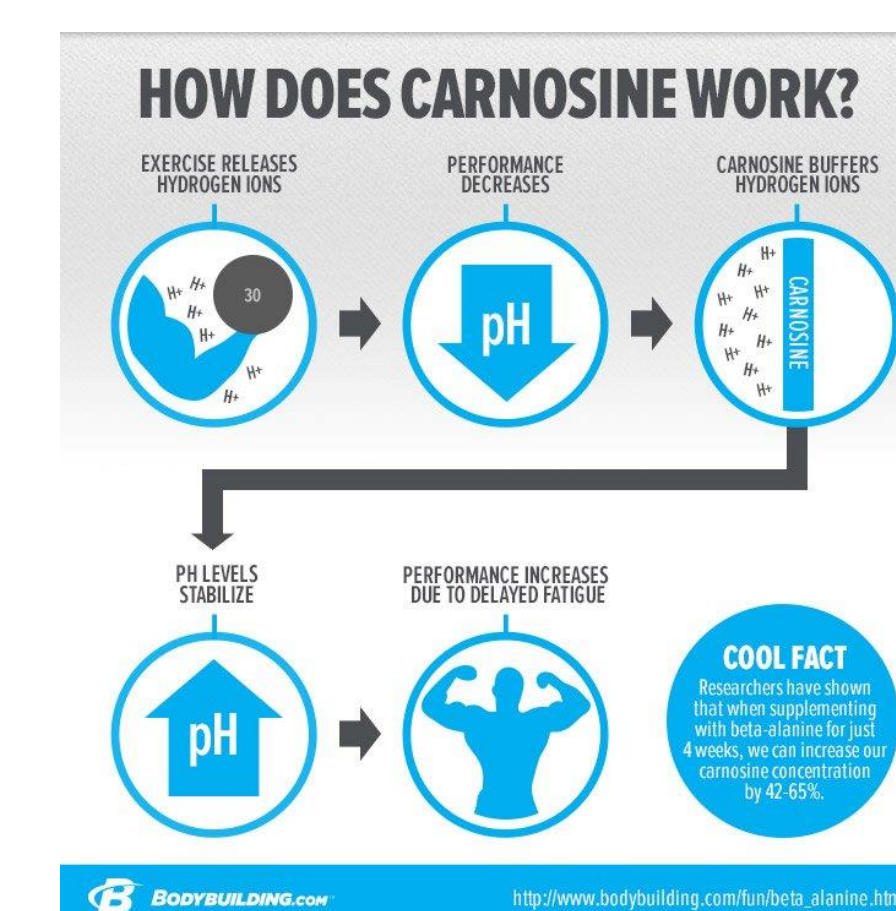 HOW DOES CARNOSINE WORK?
EXERCISE RELEASES
HYDROGEN IONS
PERFORMANCE
DECREASES
CARNOSINE BUFFERS
HYDROGEN IONS
H+
H+
H+
H+
H+
H+
30
pH
H+
H+
H+
H+
H+
H+
H+
H+
H+
H+
CARNOSINE
PH LEVELS
STABILIZE
PERFORMANCE INCREASES
DUE TO DELAYED FATIGUE
pH
COOL FACT
Researchers have shown
that when supplementing
with beta-alanine for just
4 weeks, we can increase our
carnosine concentration
by 42-65%.
B BODYBUILDING.COM
http://www.bodybuilding.com/fun/beta_alanine.htm